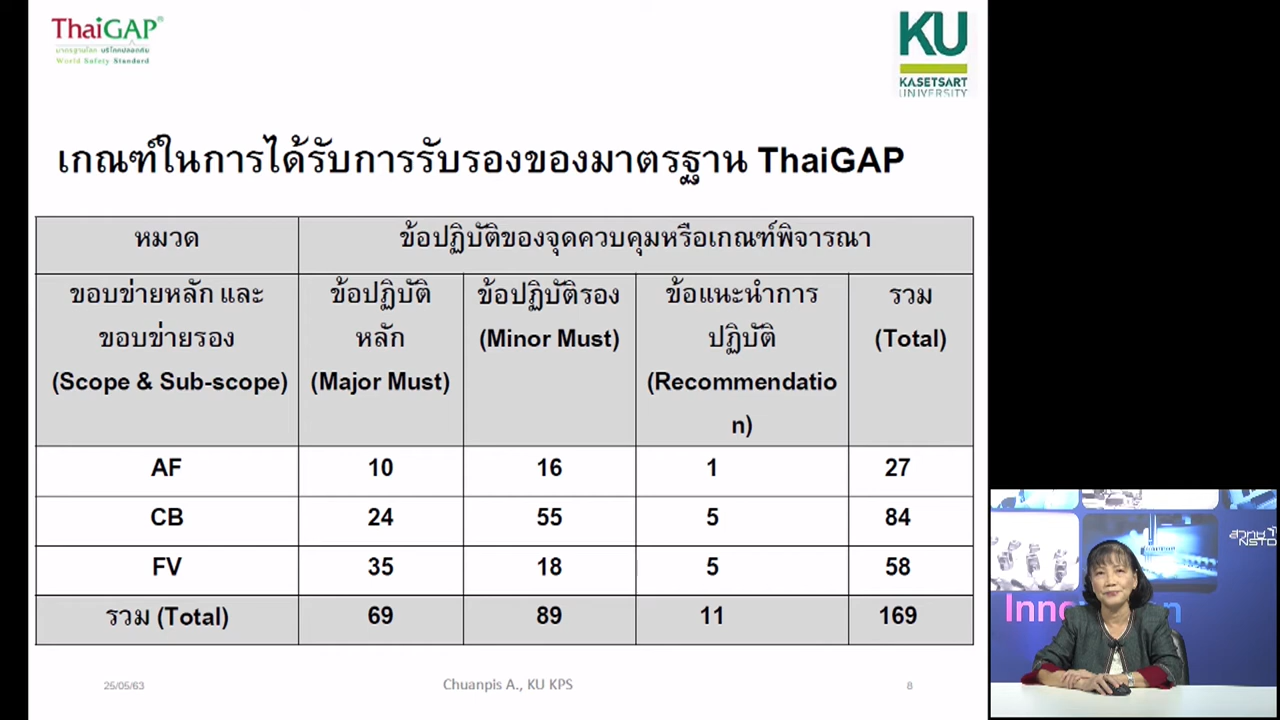 ThaiGAP®
มาตรฐานโลก บริโภคปลอดภัย
World Safety Standard
KU
KASETSART
UNIVERSITY
เกณฑ์ในการได้รับการรับรองของมาตรฐาน ThaiGAP
หมวด
ข้อปฏิบัติของจุดควบคุมหรือเกณฑ์พิจารณา
ขอบข่ายหลัก และ
ขอบข่ายรอง
(Scope & Sub-scope)
ข้อปฏิบัติ
หลัก
(Major Must)
ข้อปฏิบัติรอง
(Minor Must)
ข้อแนะนำการ
ปฏิบัติ
(Recommendatio
n)
รวม
(Total)
AF 10 16 1 27
CB 24 55 5 84
FV 35 18 5 58
รวม (Total) 69 89 11 169
25/05/63
Chuanpis A., KU KPS
8
สวทช
NSTD